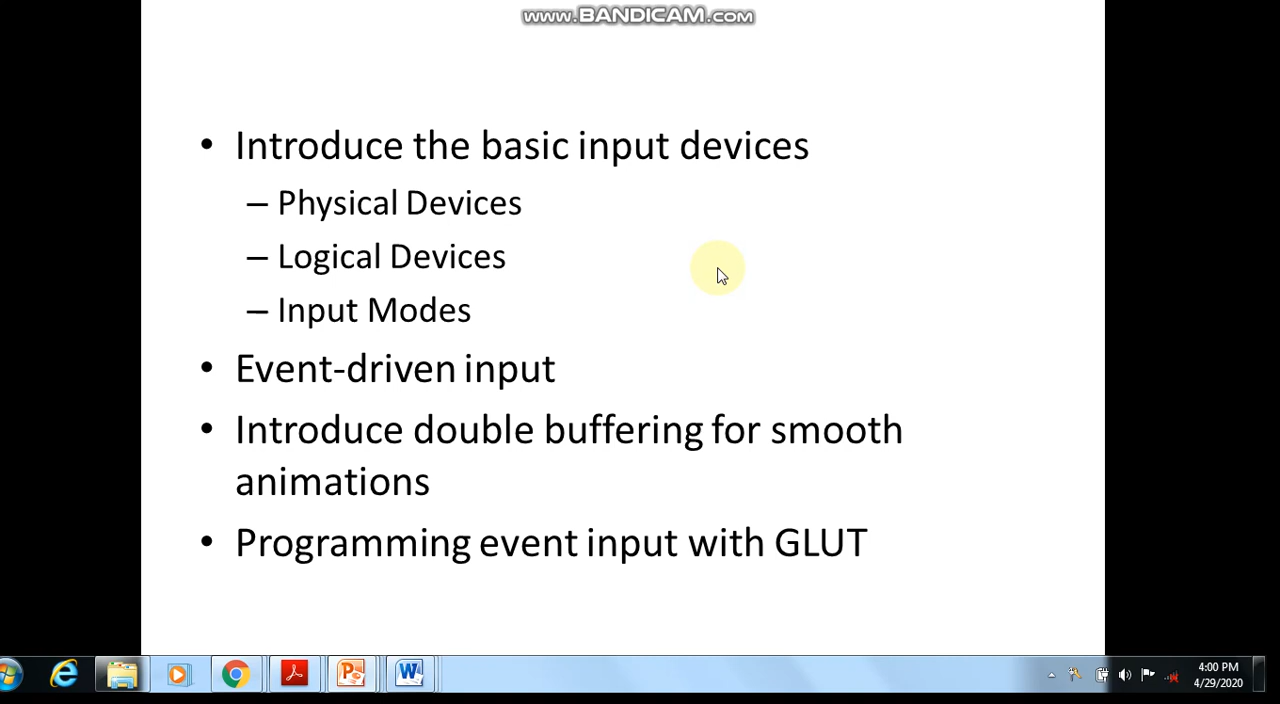 www.BANDICAM.com
• Introduce the basic input devices
– Physical Devices
– Logical Devices
– Input Modes
• Event-driven input
• Introduce double buffering for smooth
animations
• Programming event input with GLUT
4:00 PM
4/29/2020